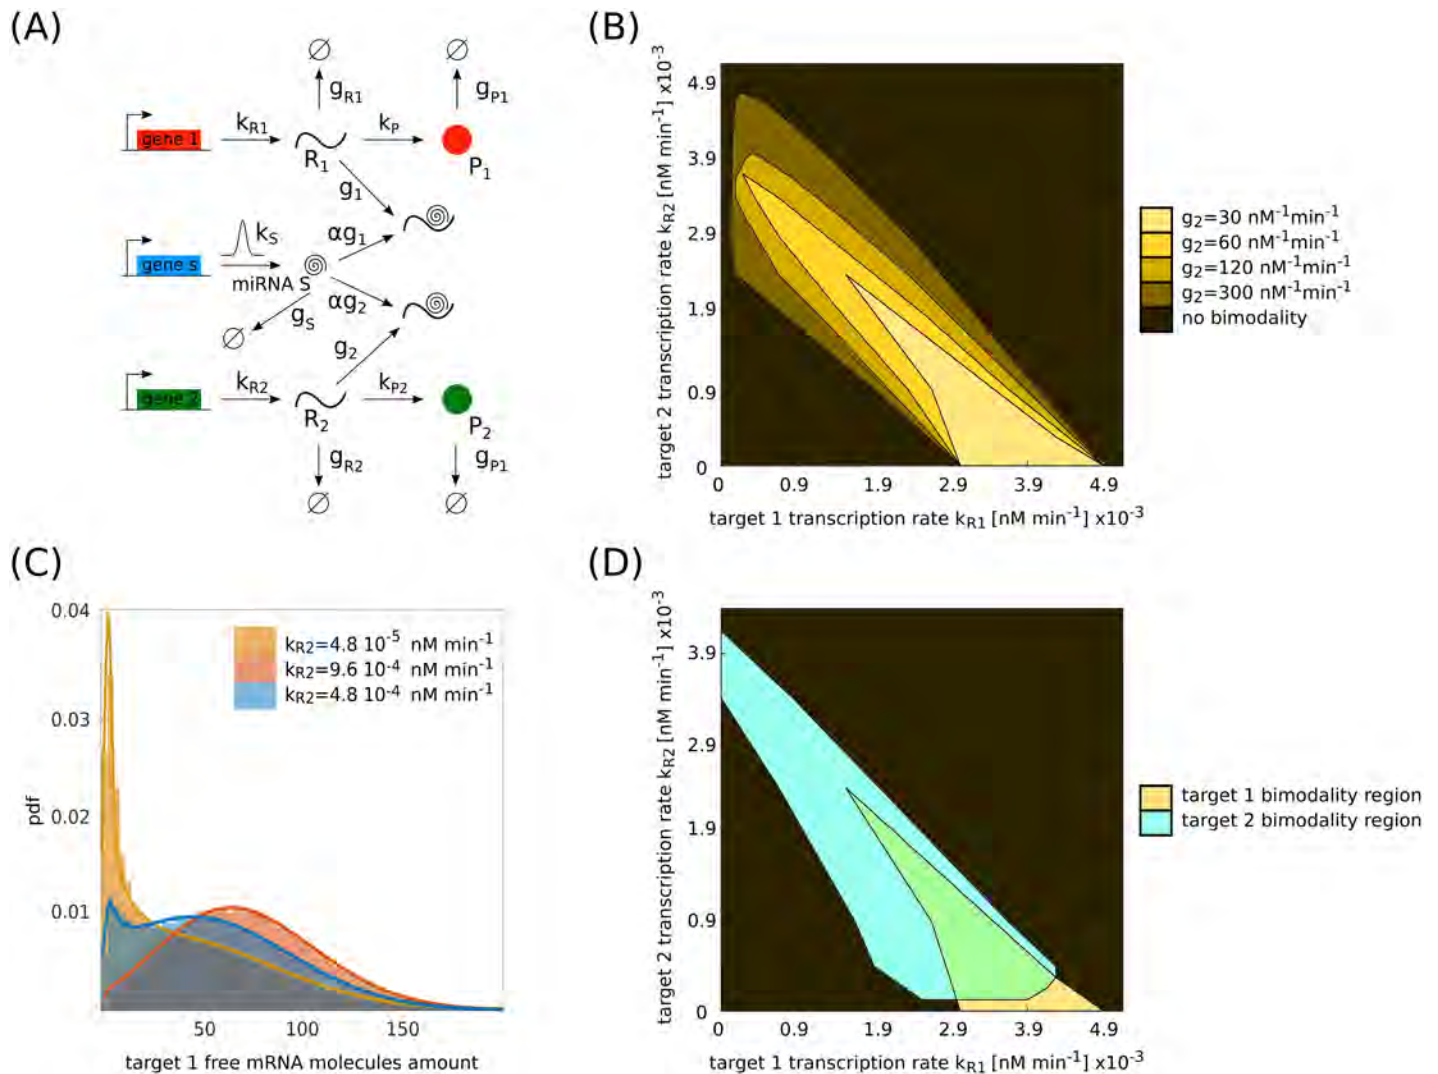 (A)
∅ ∅
g_R1 g_P1
gene 1 k_R1 R_1 k_P P_1
g_1
gene s k_S miRNA S αg_1
αg_2
g_S
∅
g_2
gene 2 k_R2 R_2 k_P2 P_2
g_R2 g_P1
∅ ∅
(B)
target 2 transcription rate k_R2 [nM min^-1] x10^-3
4.9
3.9
2.9
1.9
0.9
0
0 0.9 1.9 2.9 3.9 4.9
target 1 transcription rate k_R1 [nM min^-1] x10^-3
g_2=30 nM^-1min^-1
g_2=60 nM^-1min^-1
g_2=120 nM^-1min^-1
g_2=300 nM^-1min^-1
no bimodality
(C)
pdf
0.04
0.03
0.02
0.01
k_R2=4.8 10^-5 nM min^-1
k_R2=9.6 10^-4 nM min^-1
k_R2=4.8 10^-4 nM min^-1
50 100 150
target 1 free mRNA molecules amount
(D)
target 2 transcription rate k_R2 [nM min^-1] x10^-3
3.9
2.9
1.9
0.9
0
0 0.9 1.9 2.9 3.9 4.9
target 1 transcription rate k_R1 [nM min^-1] x10^-3
target 1 bimodality region
target 2 bimodality region